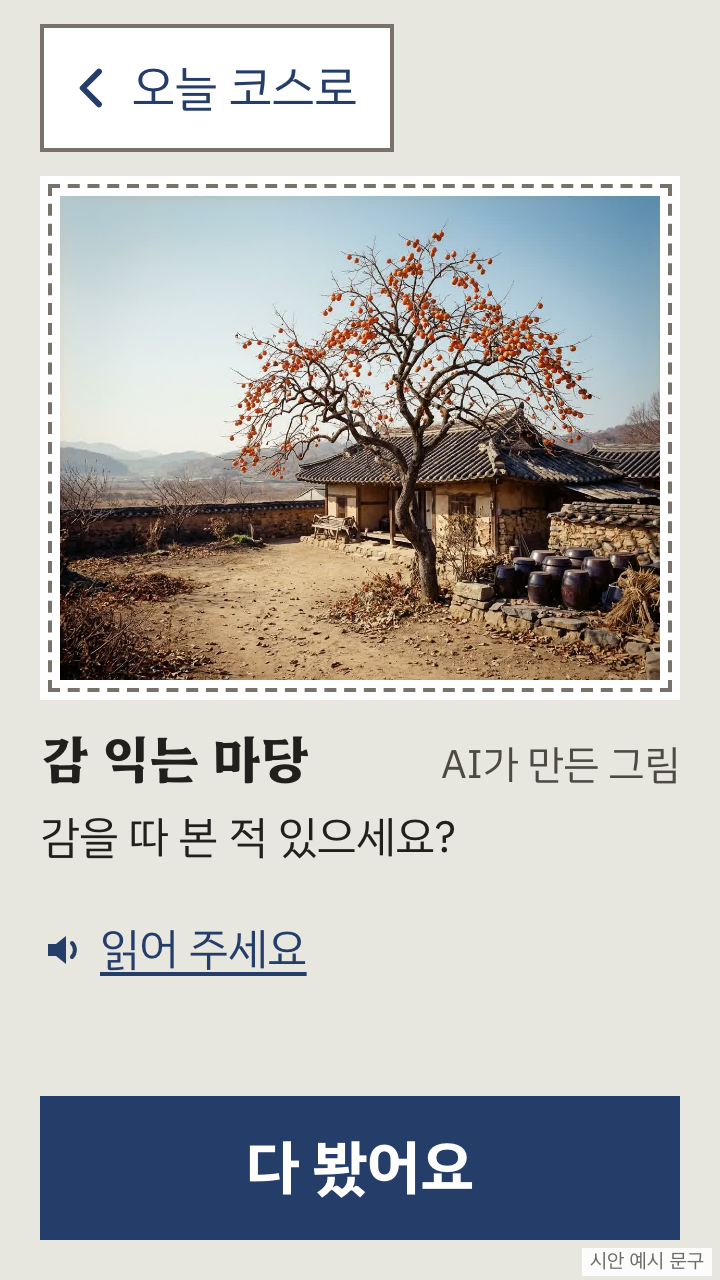 오늘 코스로
감 익는 마당
AI가 만든 그림
감을 따 본 적 있으세요?
읽어 주세요
다 봤어요
시안 예시 문구